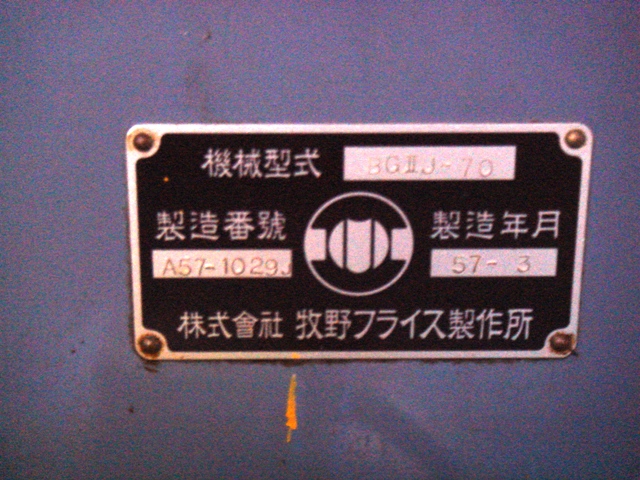 機械型式 BGⅡJ-70
製造番號 製造年月
A57-1029J 57-3
株式會社 牧野フライス製作所